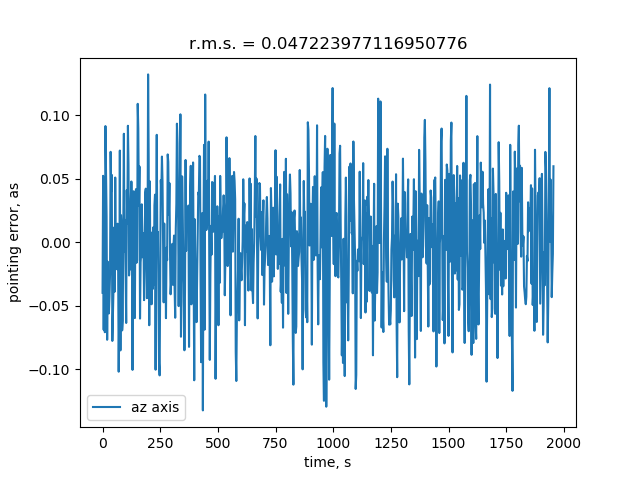 r.m.s. = 0.047223977116950776
0.10
0.05
0.00
−0.05
−0.10
pointing error, as
az axis
0 250 500 750 1000 1250 1500 1750 2000
time, s